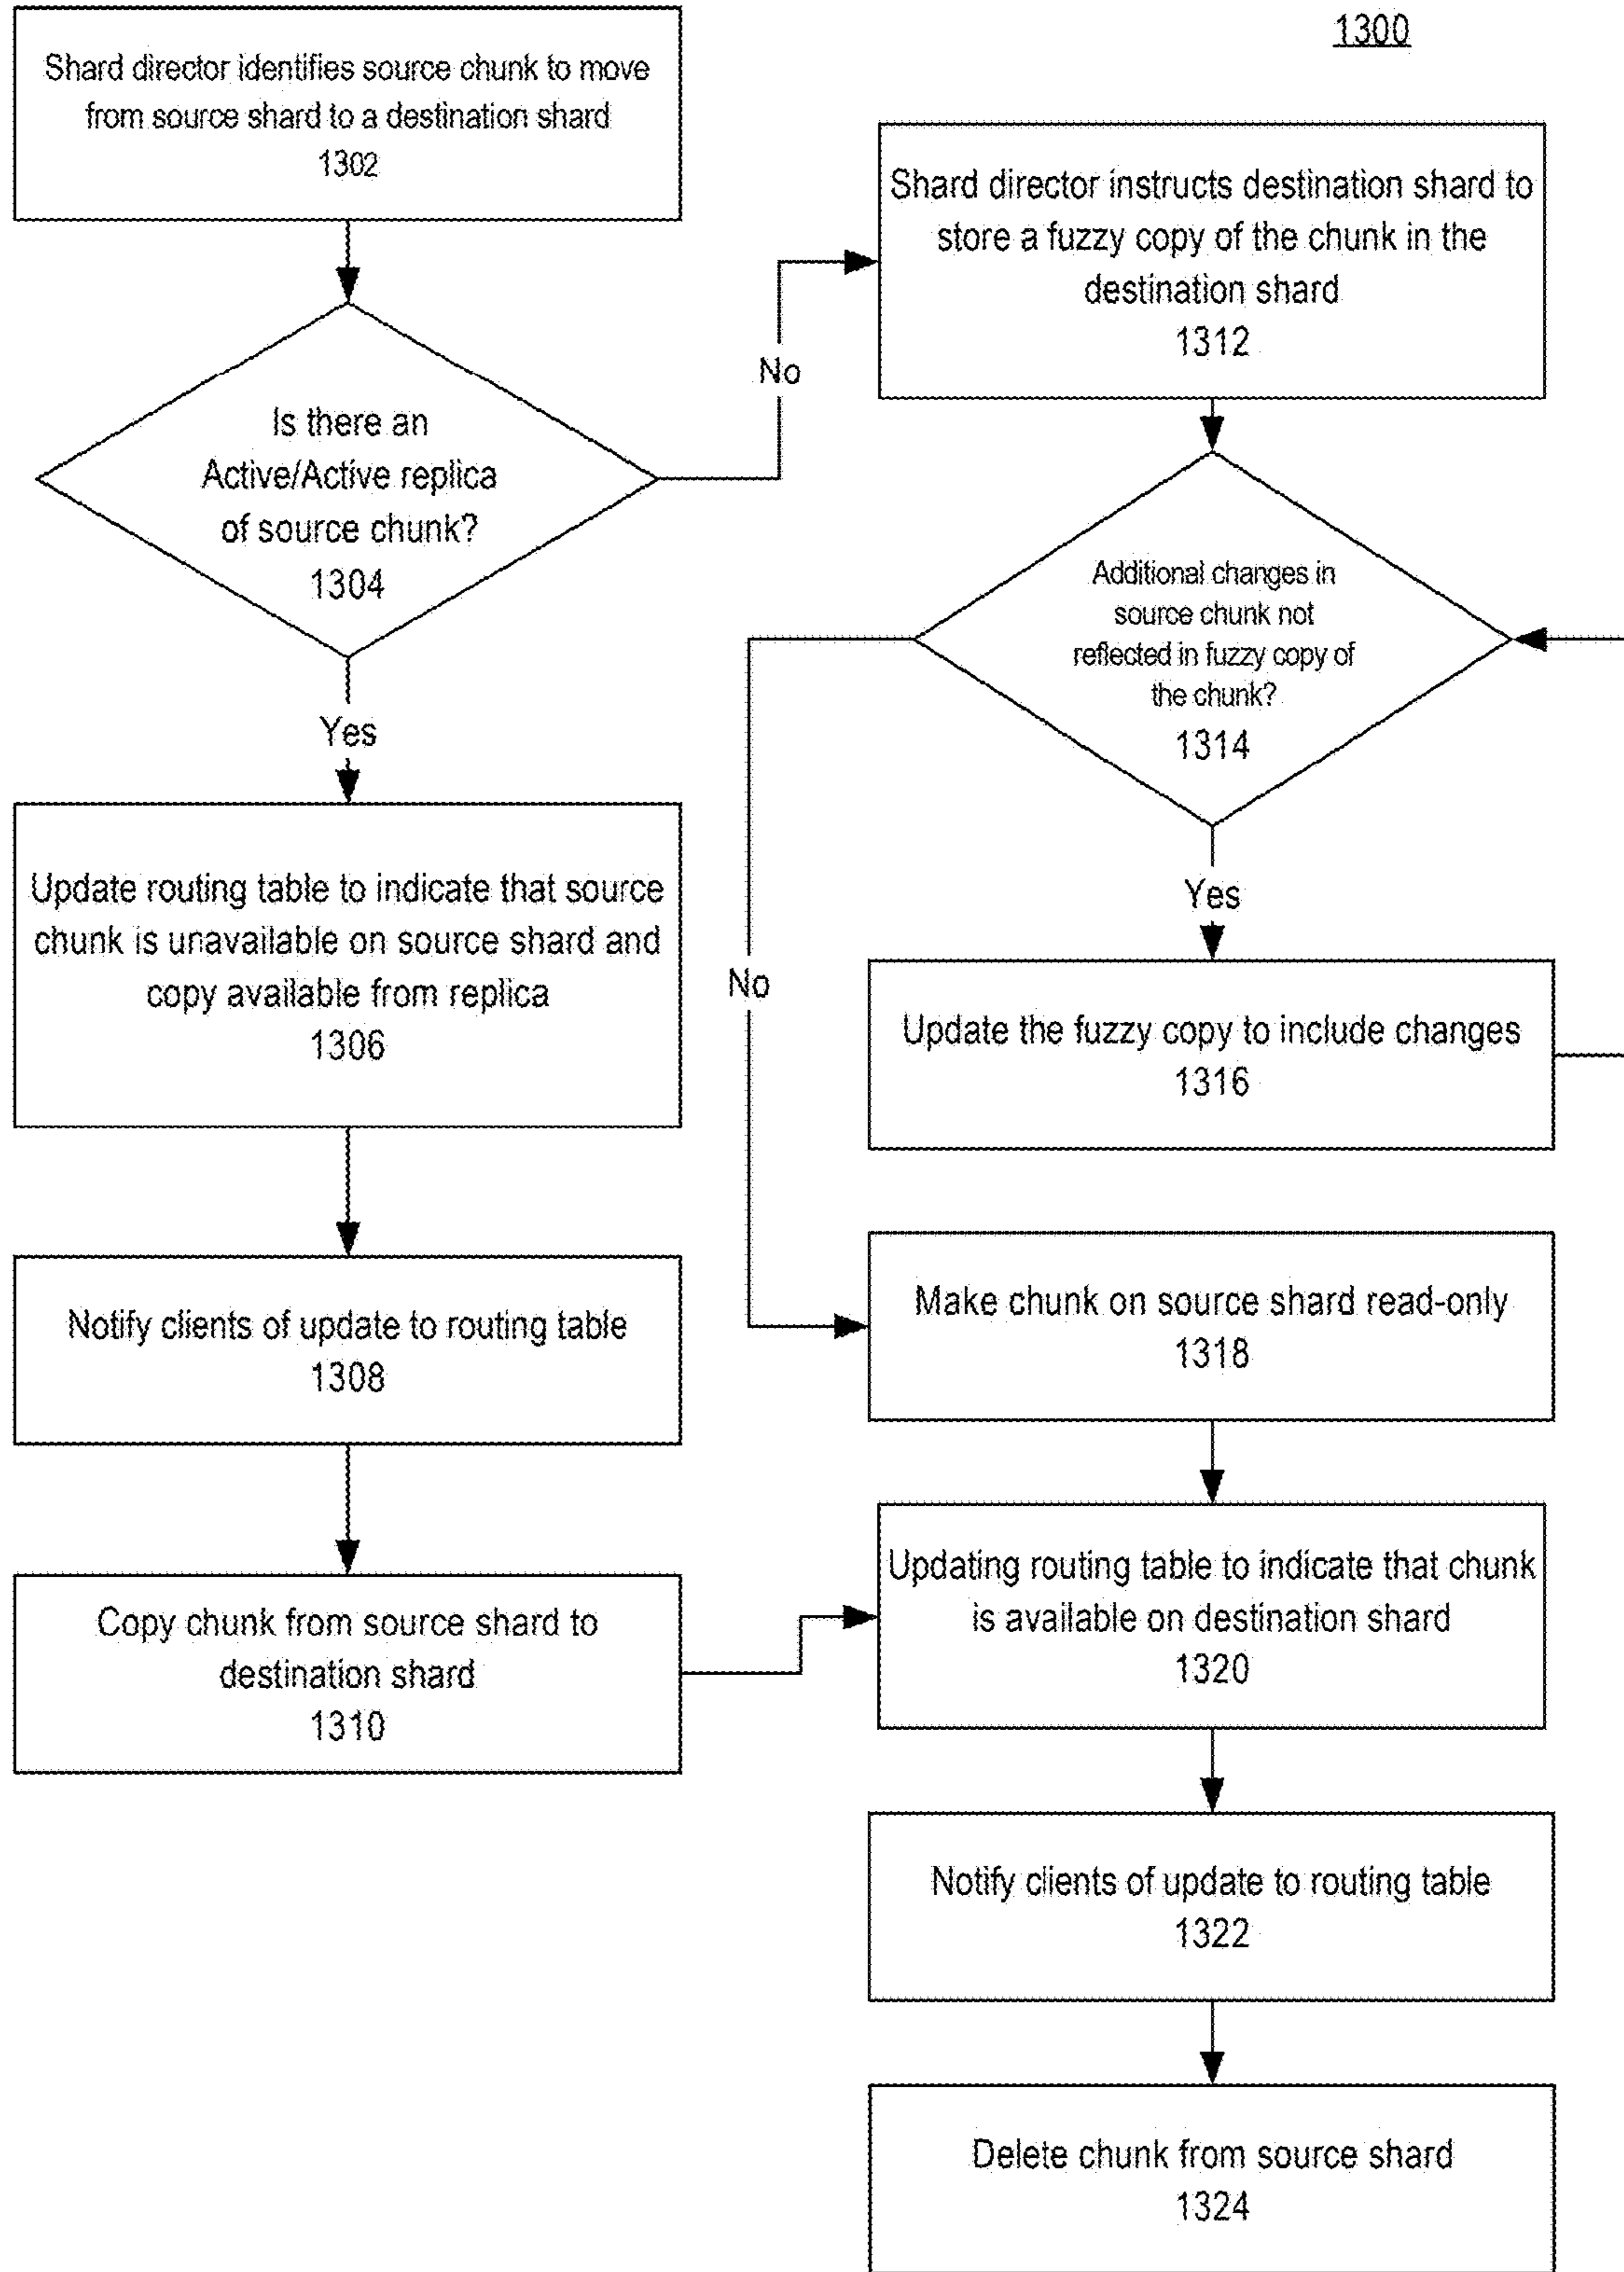 1300
Shard director identifies source chunk to move
from source shard to a destination shard
1302
Is there an
Active/Active replica
of source chunk?
1304
Yes
No
Update routing table to indicate that source
chunk is unavailable on source shard and
copy available from replica
1306
Notify clients of update to routing table
1308
Copy chunk from source shard to
destination shard
1310
Shard director instructs destination shard to
store a fuzzy copy of the chunk in the
destination shard
1312
Additional changes in
source chunk not
reflected in fuzzy copy of
the chunk?
1314
Yes
No
Update the fuzzy copy to include changes
1316
Make chunk on source shard read-only
1318
Updating routing table to indicate that chunk
is available on destination shard
1320
Notify clients of update to routing table
1322
Delete chunk from source shard
1324